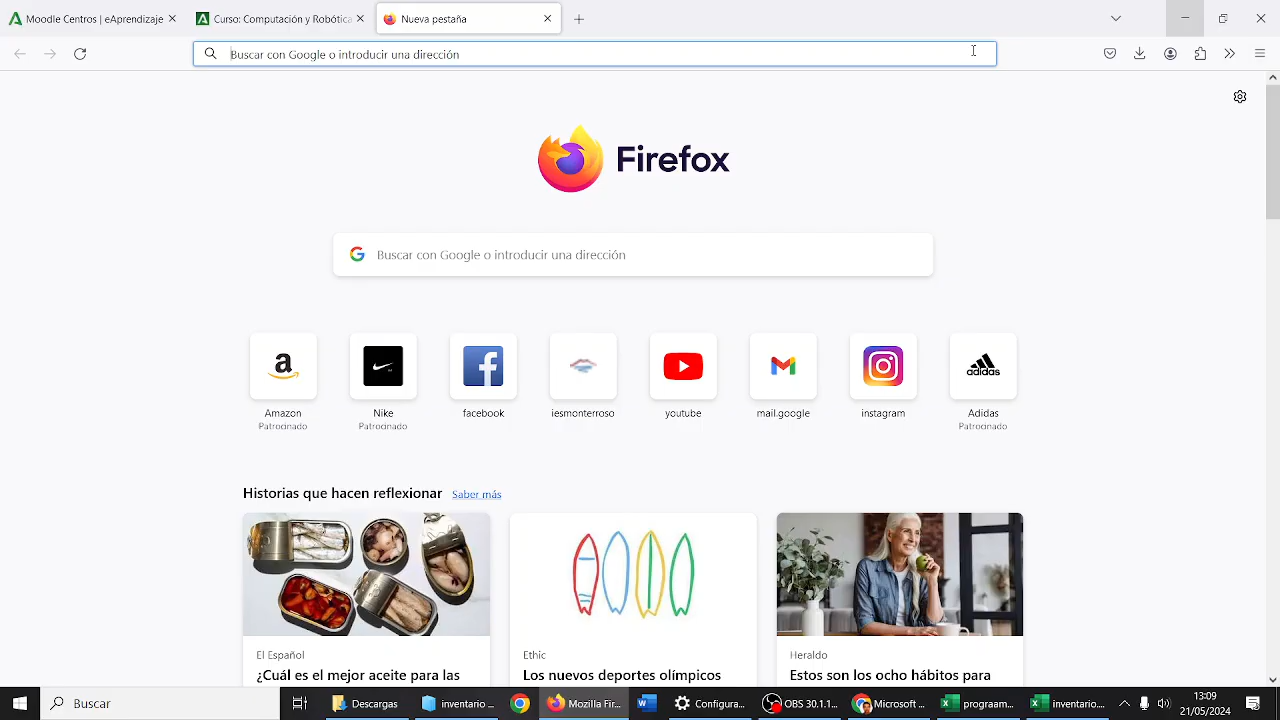 Moodle Centros | eAprendizaje
Curso: Computación y Robótica
Nueva pestaña
Buscar con Google o introducir una dirección
Firefox
Buscar con Google o introducir una dirección
Amazon
Patrocinado
Nike
Patrocinado
facebook
iesmonterroso
youtube
mail.google
instagram
Adidas
Patrocinado
Historias que hacen reflexionar Saber más
El Español
¿Cuál es el mejor aceite para las
Ethic
Los nuevos deportes olímpicos
Heraldo
Estos son los ocho hábitos para
Buscar
Descargas
Inventario ...
Mozilla Fir...
Configura...
OBS 30.1.1...
Microsoft ...
prograam...
inventario....
13:09
21/05/2024